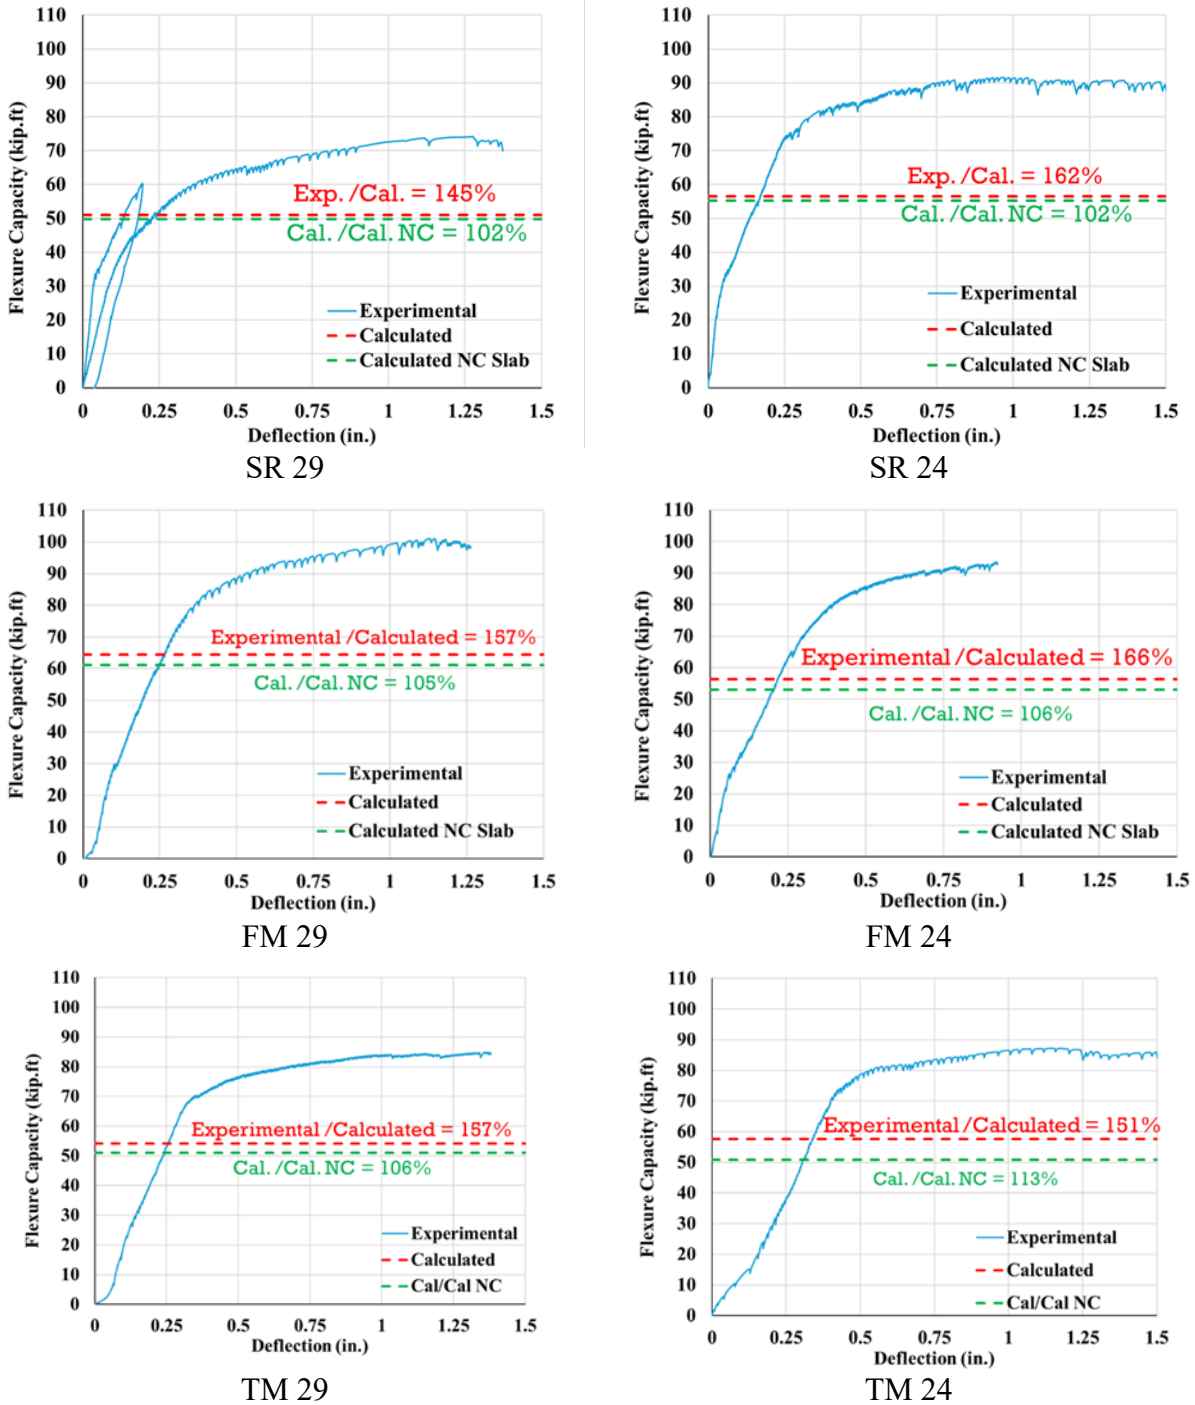 110
100
90
80
70
60
50
40
30
20
10
0
Flexure Capacity (kip.ft)
Exp. /Cal. = 145%
Cal. /Cal. NC = 102%
Experimental
Calculated
Calculated NC Slab
0 0.25 0.5 0.75 1 1.25 1.5
Deflection (in.)
SR 29
110
100
90
80
70
60
50
40
30
20
10
0
Flexure Capacity (kip.ft)
Exp. /Cal. = 162%
Cal. /Cal. NC = 102%
Experimental
Calculated
Calculated NC Slab
0 0.25 0.5 0.75 1 1.25 1.5
Deflection (in.)
SR 24
110
100
90
80
70
60
50
40
30
20
10
0
Flexure Capacity (kip.ft)
Experimental /Calculated = 157%
Cal. /Cal. NC = 105%
Experimental
Calculated
Calculated NC Slab
0 0.25 0.5 0.75 1 1.25 1.5
Deflection (in.)
FM 29
110
100
90
80
70
60
50
40
30
20
10
0
Flexure Capacity (kip.ft)
Experimental /Calculated = 166%
Cal. /Cal. NC = 106%
Experimental
Calculated
Calculated NC Slab
0 0.25 0.5 0.75 1 1.25 1.5
Deflection (in.)
FM 24
110
100
90
80
70
60
50
40
30
20
10
0
Flexure Capacity (kip.ft)
Experimental /Calculated = 157%
Cal. /Cal. NC = 106%
Experimental
Calculated
Cal/Cal NC
0 0.25 0.5 0.75 1 1.25 1.5
Deflection (in.)
TM 29
110
100
90
80
70
60
50
40
30
20
10
0
Flexure Capacity (kip.ft)
Experimental /Calculated = 151%
Cal. /Cal. NC = 113%
Experimental
Calculated
Cal/Cal NC
0 0.25 0.5 0.75 1 1.25 1.5
Deflection (in.)
TM 24